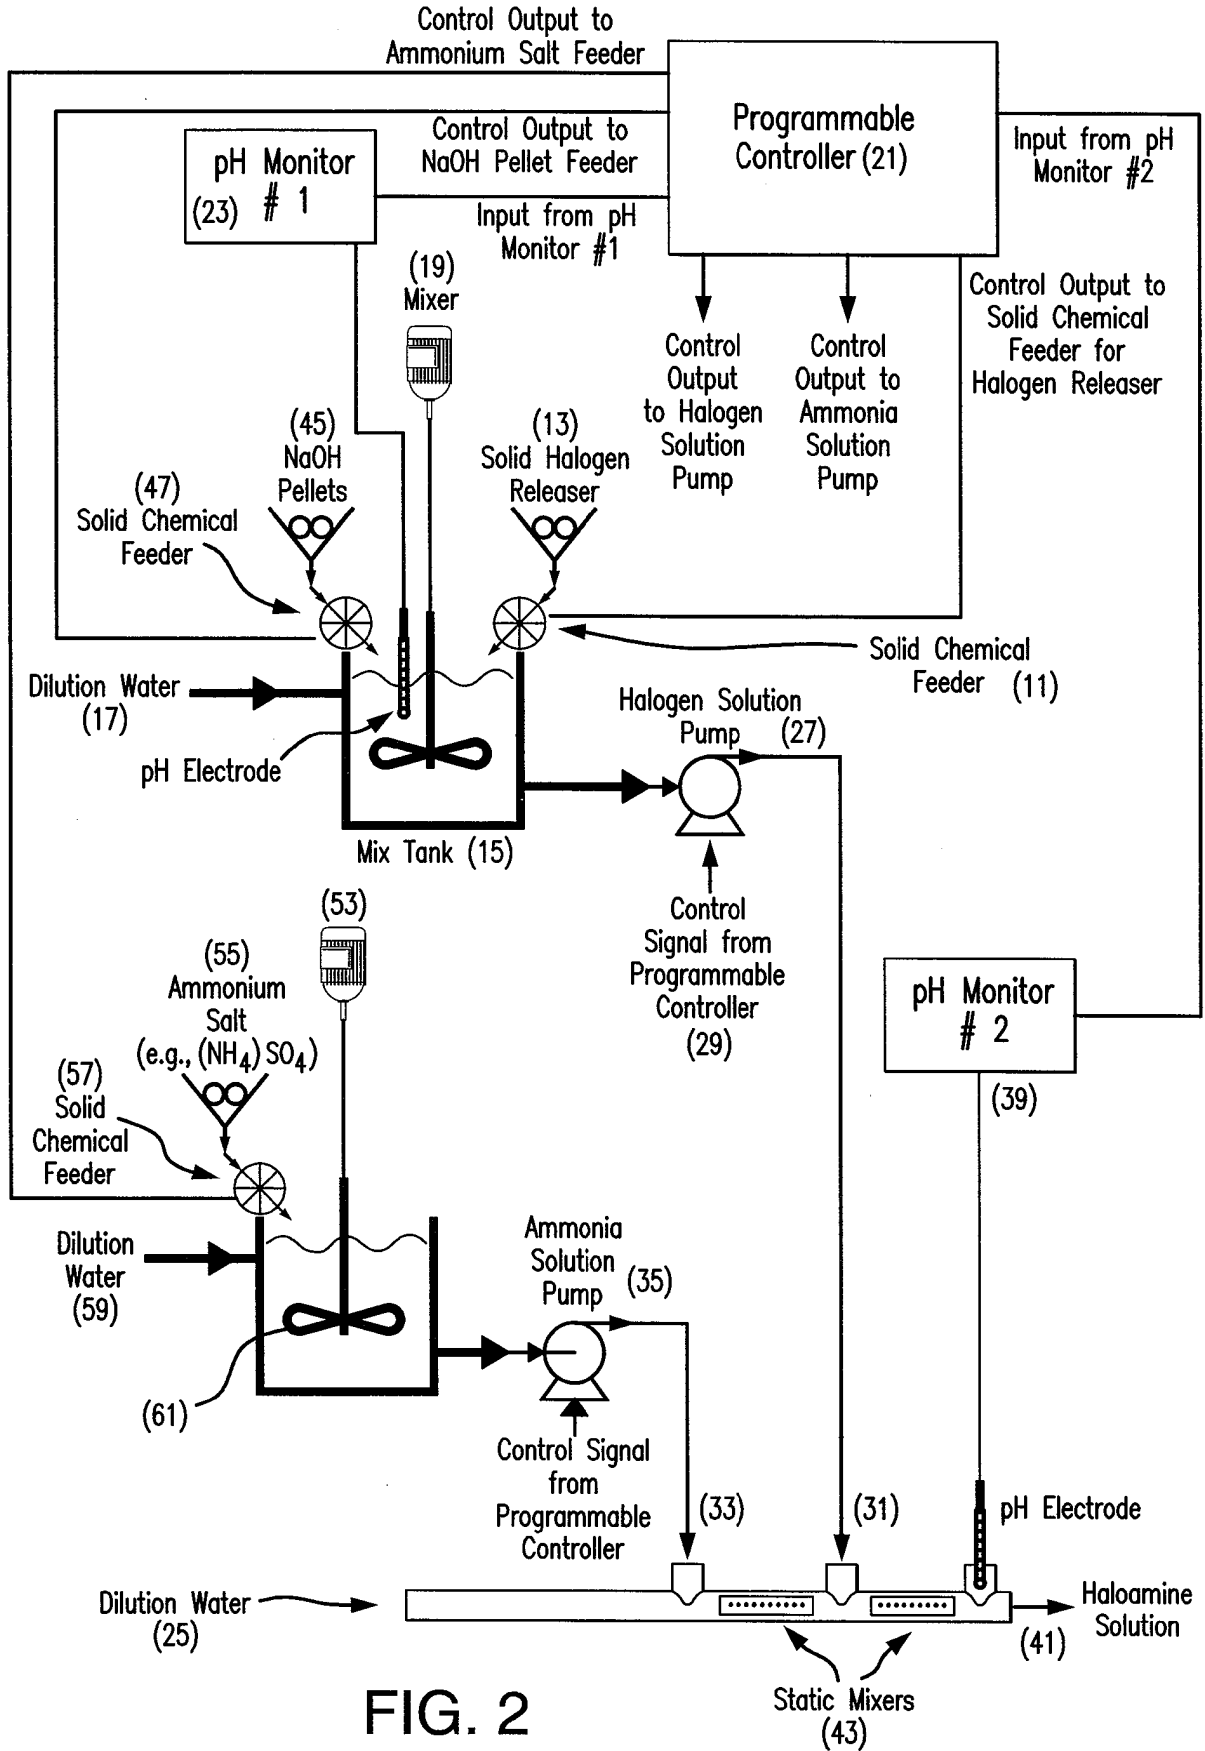 Control Output to
Ammonium Salt Feeder
Programmable
Controller (21)
Control Output to
NaOH Pellet Feeder
pH Monitor
# 1
(23)
Input from pH
Monitor #1
Input from pH
Monitor #2
(19)
Mixer
Control Output to
Solid Chemical
Feeder for
Halogen Releaser
Control
Output
to Halogen
Solution
Pump
Control
Output to
Ammonia
Solution
Pump
(45)
NaOH
Pellets
(13)
Solid Halogen
Releaser
(47)
Solid Chemical
Feeder
Solid Chemical
Feeder (11)
Dilution Water
(17)
pH Electrode
Halogen Solution
Pump (27)
Mix Tank (15)
Control
Signal from
Programmable
Controller
(29)
(53)
(55)
Ammonium
Salt
(e.g., (NH4) SO4)
(57)
Solid
Chemical
Feeder
pH Monitor
# 2
(39)
Dilution
Water
(59)
Ammonia
Solution
Pump
(35)
(61)
Control Signal
from
Programmable
Controller
(33)
(31)
pH Electrode
Dilution Water
(25)
Haloamine
Solution
(41)
Static Mixers
(43)
FIG. 2